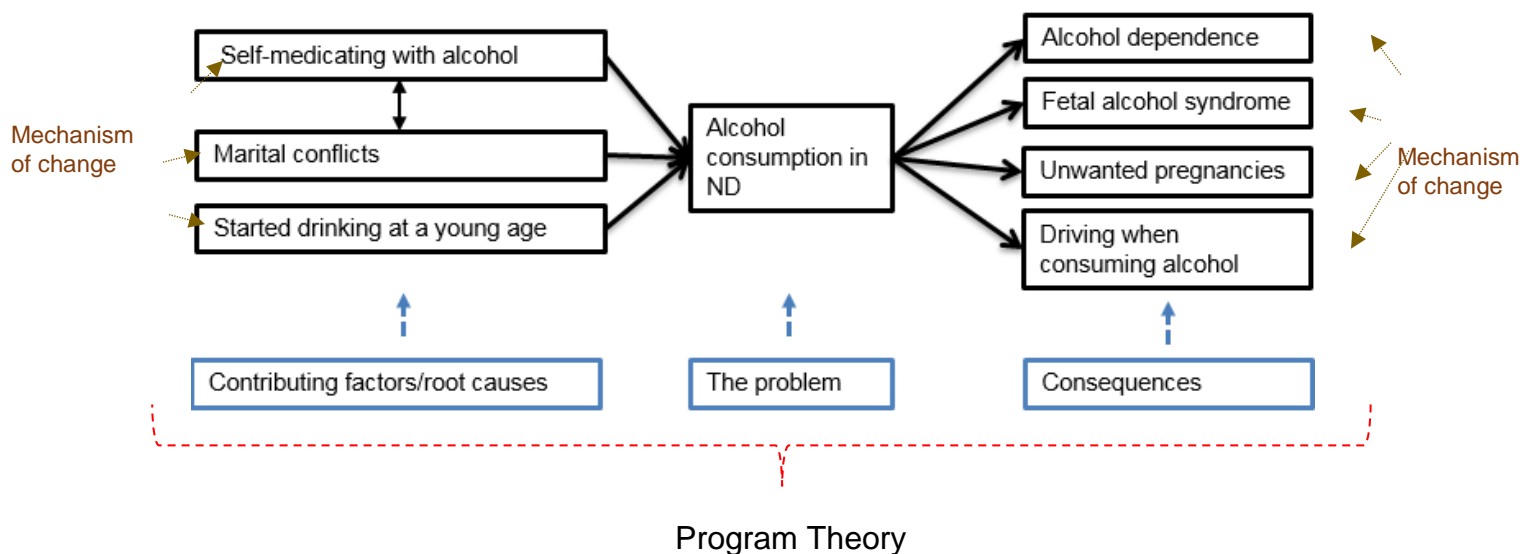 Self-medicating with alcohol
Marital conflicts
Started drinking at a young age
Mechanism
of change
Alcohol
consumption in
ND
Alcohol dependence
Fetal alcohol syndrome
Unwanted pregnancies
Driving when
consuming alcohol
Mechanism
of change
Contributing factors/root causes
The problem
Consequences
Program Theory